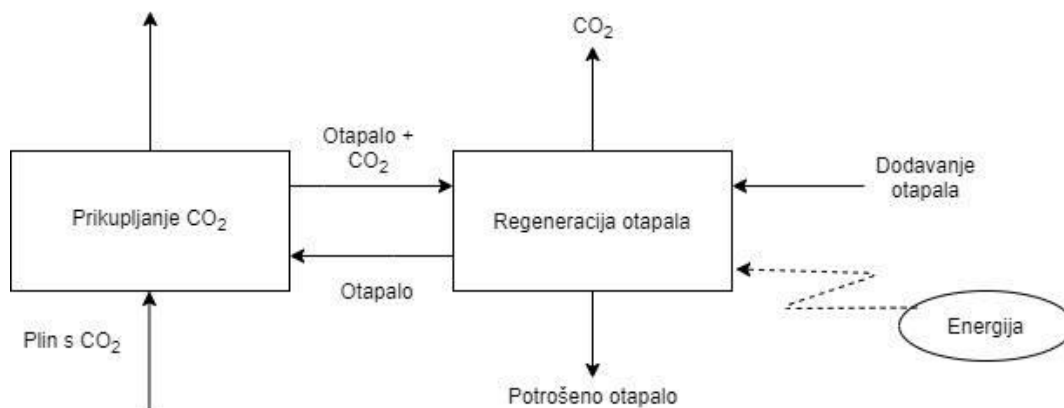 CO₂
Otapalo +
CO₂
Dodavanje
otapala
Prikupljanje CO₂
Regeneracija otapala
Otapalo
Plin s CO₂
Energija
Potrošeno otapalo